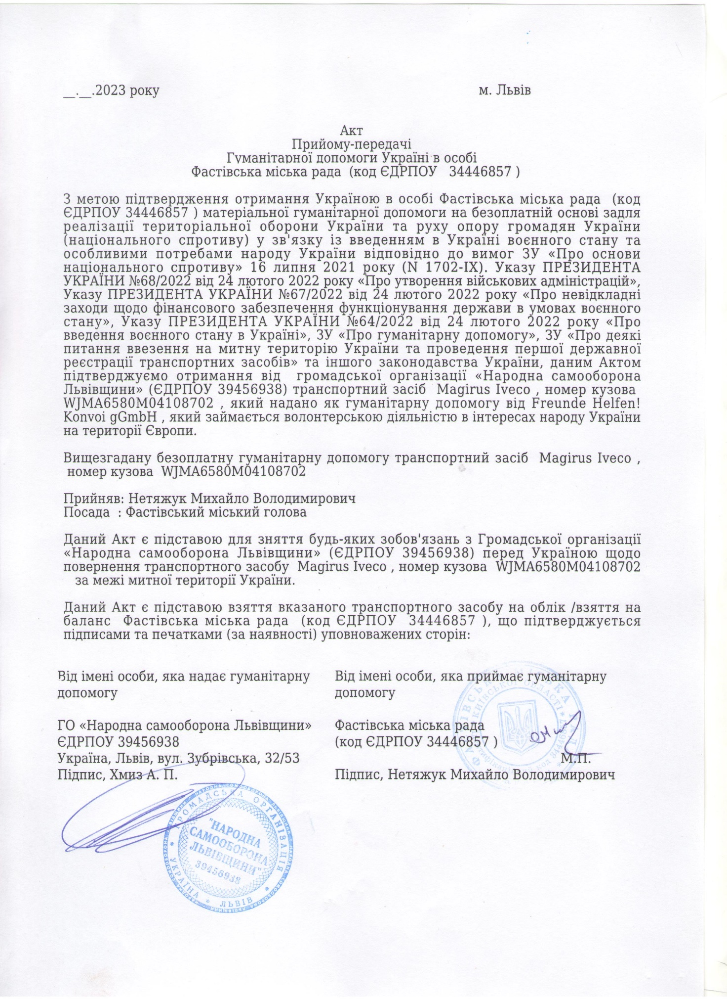 __.__.2023 року м. Львів
Акт
Прийому-передачі
Гуманітарної допомоги Україні в особі
Фастівська міська рада (код ЄДРПОУ 34446857 )
З метою підтвердження отримання Україною в особі Фастівська міська рада (код
ЄДРПОУ 34446857 ) матеріальної гуманітарної допомоги на безоплатній основі задля
реалізації територіальної оборони України та руху опору громадян України
(національного спротиву) у зв'язку із введенням в Україні воєнного стану та
особливими потребами народу України відповідно до вимог ЗУ «Про основи
національного спротиву» 16 липня 2021 року (N 1702-IX). Указу ПРЕЗИДЕНТА
УКРАЇНИ №68/2022 від 24 лютого 2022 року «Про утворення військових адміністрацій»,
Указу ПРЕЗИДЕНТА УКРАЇНИ №67/2022 від 24 лютого 2022 року «Про невідкладні
заходи щодо фінансового забезпечення функціонування держави в умовах воєнного
стану», Указу ПРЕЗИДЕНТА УКРАЇНИ №64/2022 від 24 лютого 2022 року «Про
введення воєнного стану в Україні», ЗУ «Про гуманітарну допомогу», ЗУ «Про деякі
питання ввезення на митну територію України та проведення першої державної
реєстрації транспортних засобів» та іншого законодавства України, даним Актом
підтверджуємо отримання від громадської організації «Народна самооборона
Львівщини» (ЄДРПОУ 39456938) транспортний засіб Magirus Iveco , номер кузова
WJMA6580M04108702 , який надано як гуманітарну допомогу від Freunde Helfen!
Konvoi gGmbH , який займається волонтерською діяльністю в інтересах народу України
на території Європи.
Вищезгадану безоплатну гуманітарну допомогу транспортний засіб Magirus Iveco ,
номер кузова WJMA6580M04108702
Прийняв: Нетяжук Михайло Володимирович
Посада : Фастівський міський голова
Даний Акт є підставою для зняття будь-яких зобов'язань з Громадської організації
«Народна самооборона Львівщини» (ЄДРПОУ 39456938) перед Україною щодо
повернення транспортного засобу Magirus Iveco , номер кузова WJMA6580M04108702
за межі митної території України.
Даний Акт є підставою взяття вказаного транспортного засобу на облік /взяття на
баланс Фастівська міська рада (код ЄДРПОУ 34446857 ), що підтверджується
підписами та печатками (за наявності) уповноважених сторін:
Від імені особи, яка надає гуманітарну
допомогу
ГО «Народна самооборона Львівщини»
ЄДРПОУ 39456938
Україна, Львів, вул. Зубрівська, 32/53
Підпис, Хмиз А. П.
Від імені особи, яка приймає гуманітарну
допомогу
Фастівська міська рада
(код ЄДРПОУ 34446857 )
М.П.
Підпис, Нетяжук Михайло Володимирович
ГРОМАДСЬКА ОРГАНІЗАЦІЯ
"НАРОДНА
САМООБОРОНА
ЛЬВІВЩИНИ"
39456938
* УКРАЇНА * ЛЬВІВ *